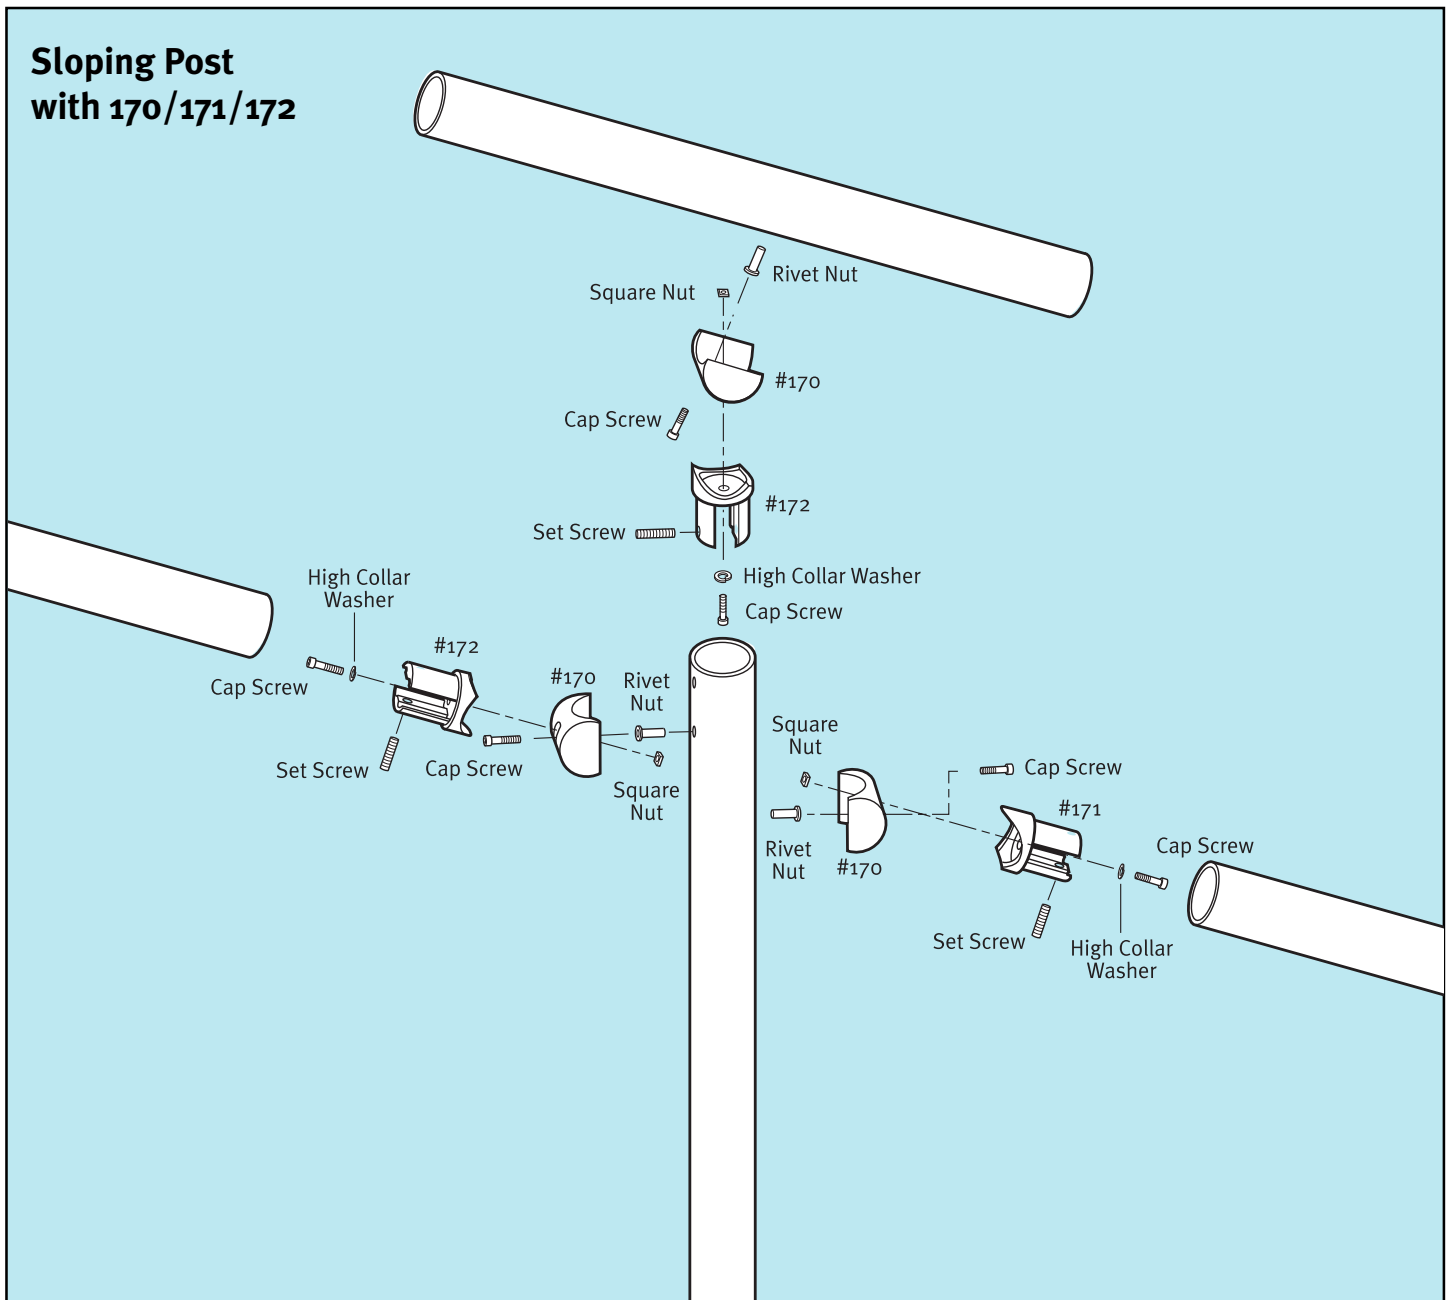 Sloping Post
with 170/171/172
Rivet Nut
Square Nut
#170
Cap Screw
#172
Set Screw
High Collar Washer
Cap Screw
High Collar
Washer
#172
Cap Screw
#170
Rivet
Nut
Set Screw
Cap Screw
Square
Nut
Square
Nut
Cap Screw
#171
Rivet
Nut
#170
Cap Screw
Set Screw
High Collar
Washer